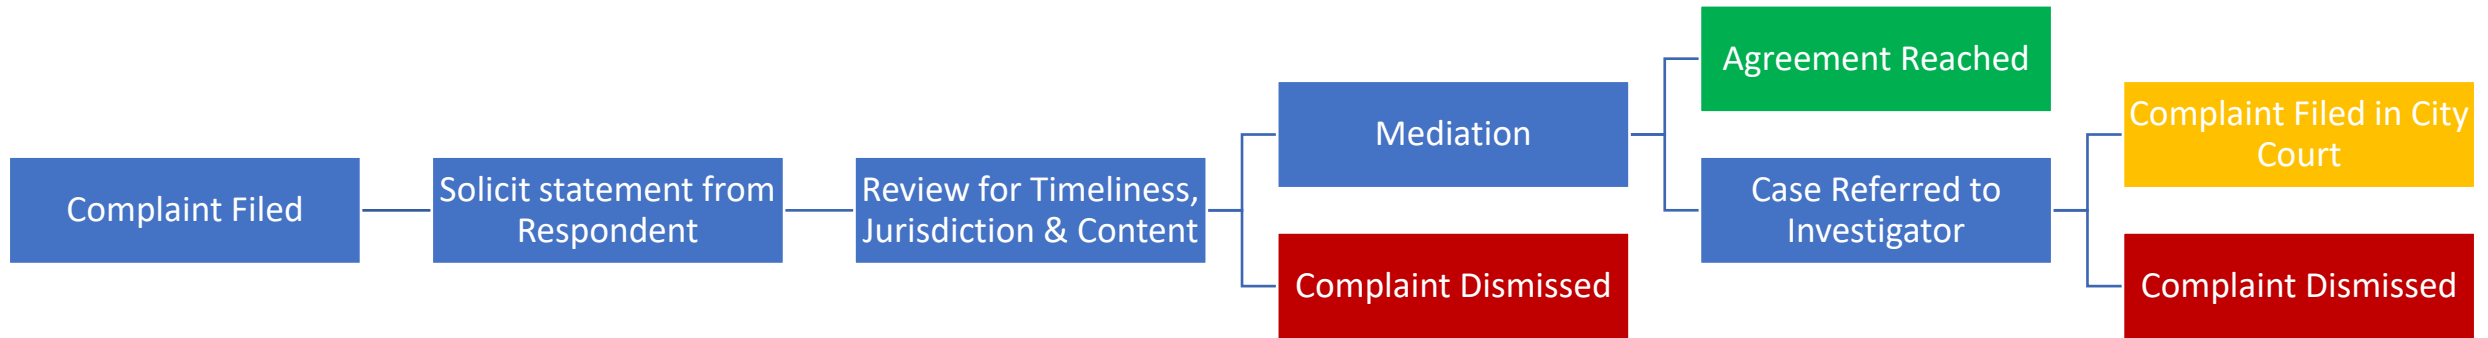 Complaint Filed
Solicit statement from
Respondent
Review for Timeliness,
Jurisdiction & Content
Mediation
Complaint Dismissed
Agreement Reached
Case Referred to
Investigator
Complaint Filed in City
Court
Complaint Dismissed